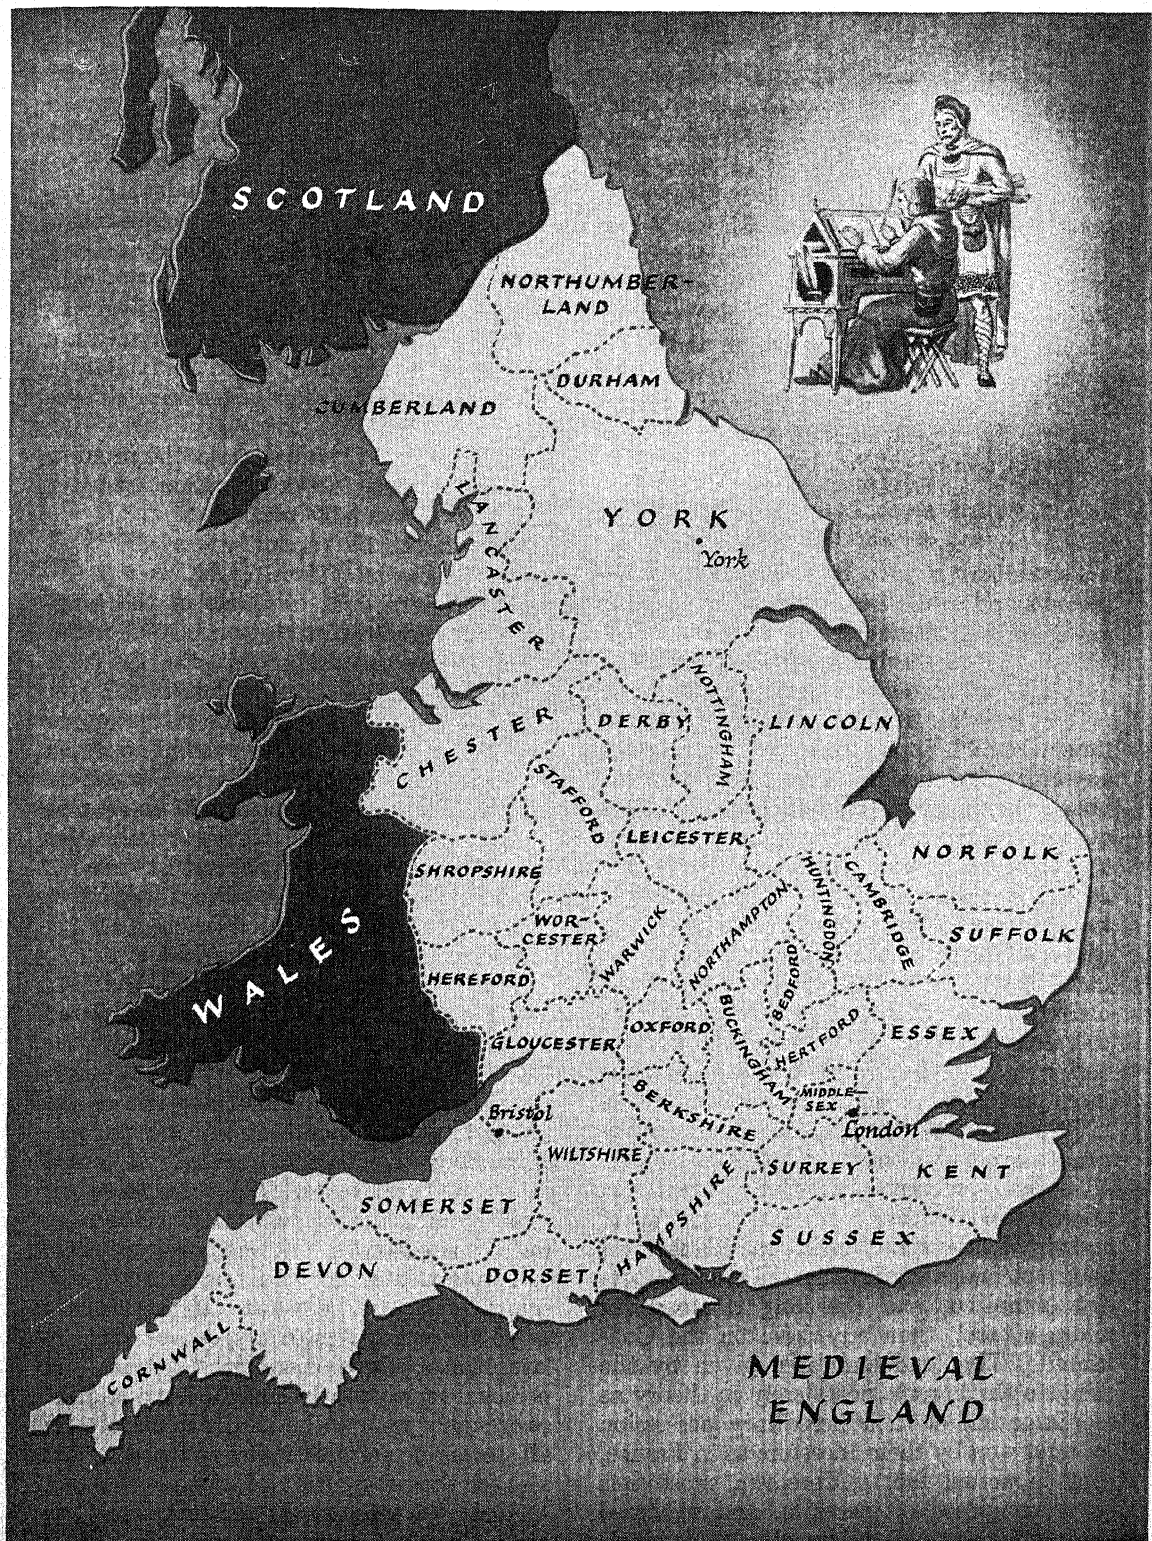 SCOTLAND
NORTHUMBER-
LAND
DURHAM
CUMBERLAND
LANCASTER
YORK
York
CHESTER
DERBY
NOTTINGHAM
LINCOLN
STAFFORD
LEICESTER
SHROPSHIRE
NORFOLK
HUNTINGDON
CAMBRIDGE
NORTHAMPTON
WOR-
CESTER
WARWICK
SUFFOLK
WALES
HEREFORD
BEDFORD
GLOUCESTER
OXFORD
BUCKINGHAM
HERTFORD
ESSEX
MIDDLE-
SEX
London
BERKSHIRE
Bristol
WILTSHIRE
SURREY
KENT
SOMERSET
HAMPSHIRE
SUSSEX
DEVON
DORSET
CORNWALL
MEDIEVAL
ENGLAND